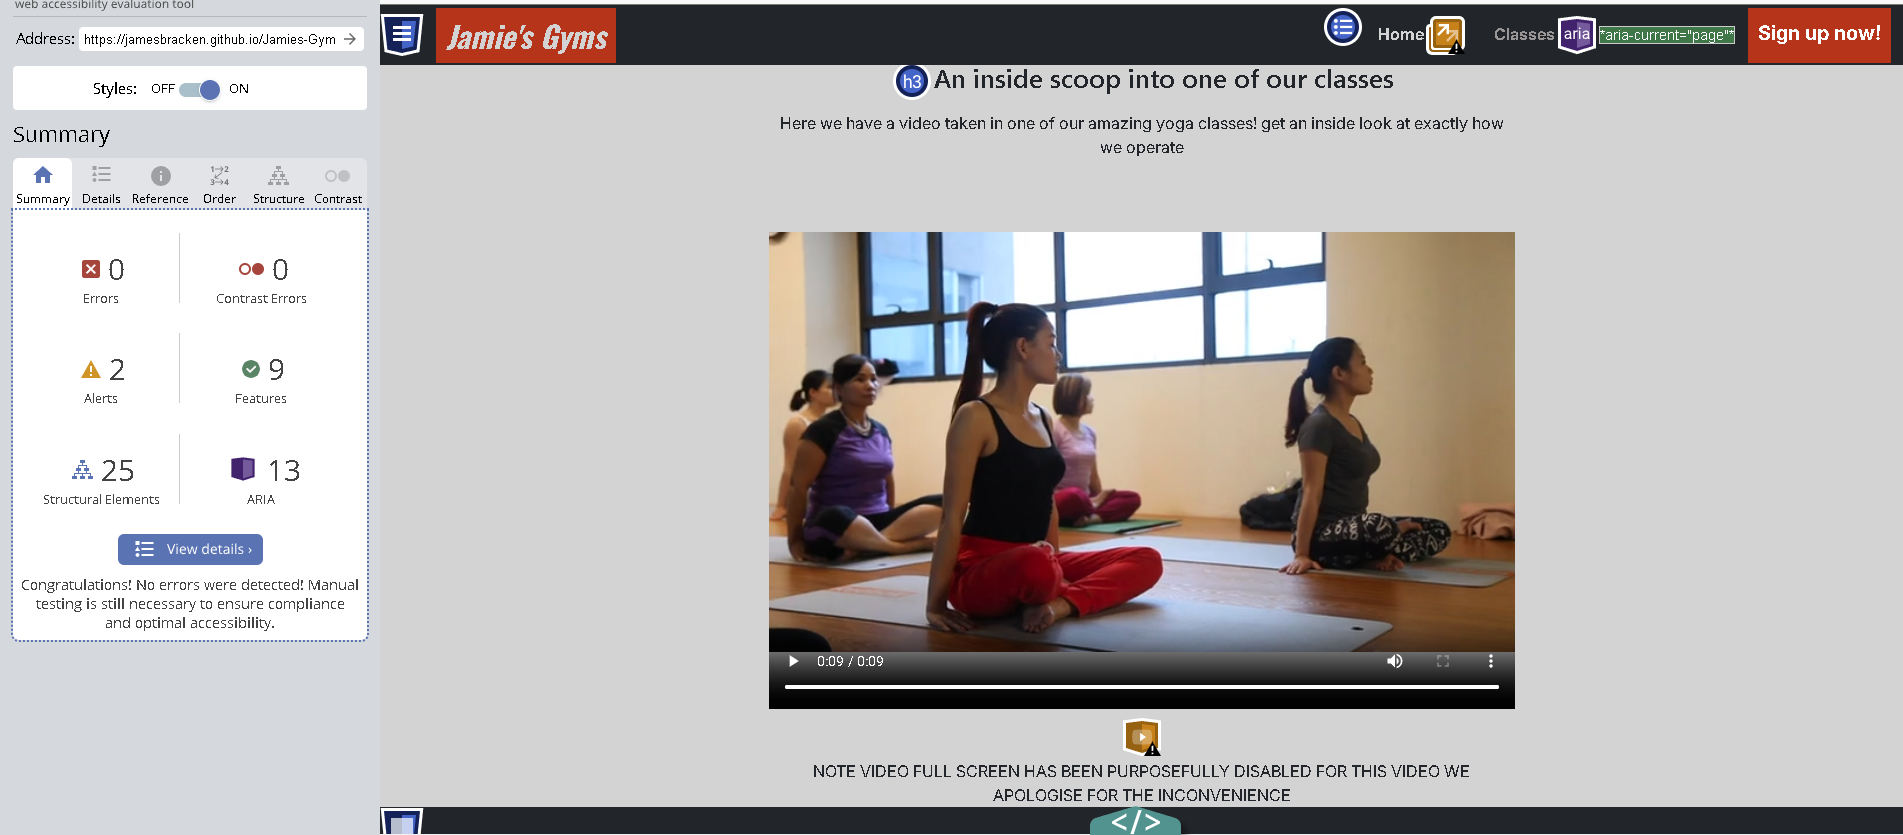 web accessibility evaluation tool
Address: https://jamesbracken.github.io/Jamies-Gym
Styles: OFF ON
Summary
Summary Details Reference Order Structure Contrast
0
Errors
0
Contrast Errors
2
Alerts
9
Features
25
Structural Elements
13
ARIA
View details ›
Congratulations! No errors were detected! Manual
testing is still necessary to ensure compliance
and optimal accessibility.
Jamie's Gyms
Home
Classes aria *aria-current="page"*
Sign up now!
h3 An inside scoop into one of our classes
Here we have a video taken in one of our amazing yoga classes! get an inside look at exactly how
we operate
0:09 / 0:09
NOTE VIDEO FULL SCREEN HAS BEEN PURPOSEFULLY DISABLED FOR THIS VIDEO WE
APOLOGISE FOR THE INCONVENIENCE
</>